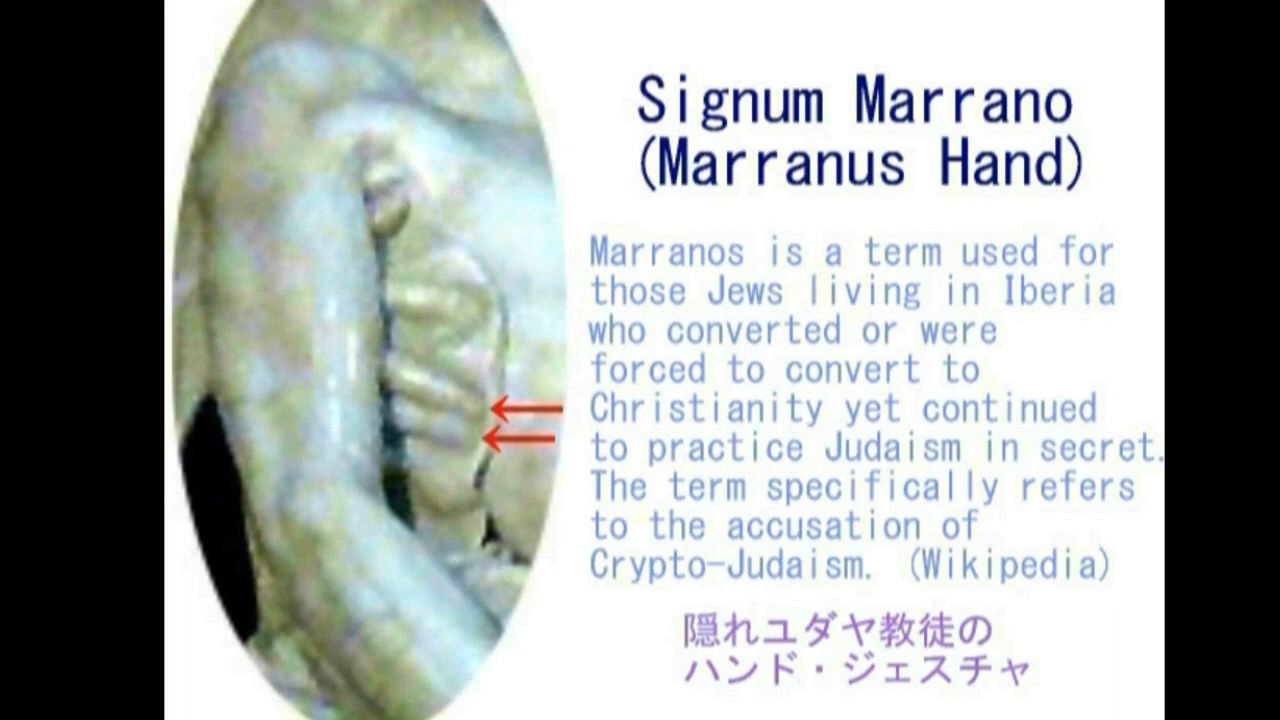 Signum Marrano
(Marranus Hand)
Marranos is a term used for
those Jews living in Iberia
who converted or were
forced to convert to
Christianity yet continued
to practice Judaism in secret.
The term specifically refers
to the accusation of
Crypto-Judaism. (Wikipedia)
隠れユダヤ教徒の
ハンド・ジェスチャ